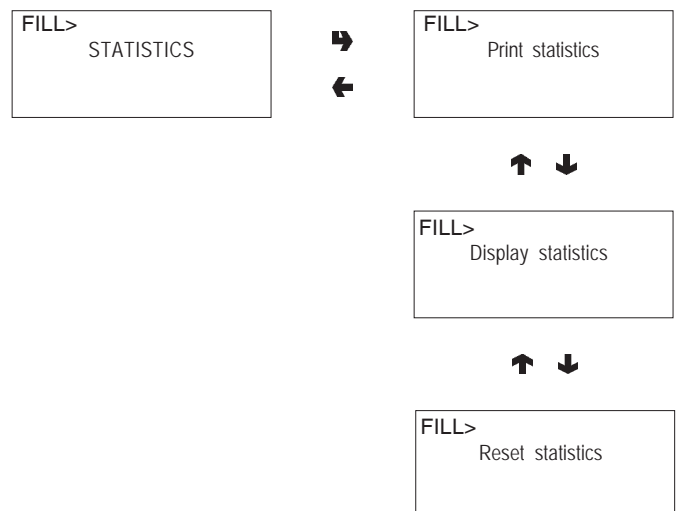 FILL>
STATISTICS
FILL>
Print statistics
FILL>
Display statistics
FILL>
Reset statistics